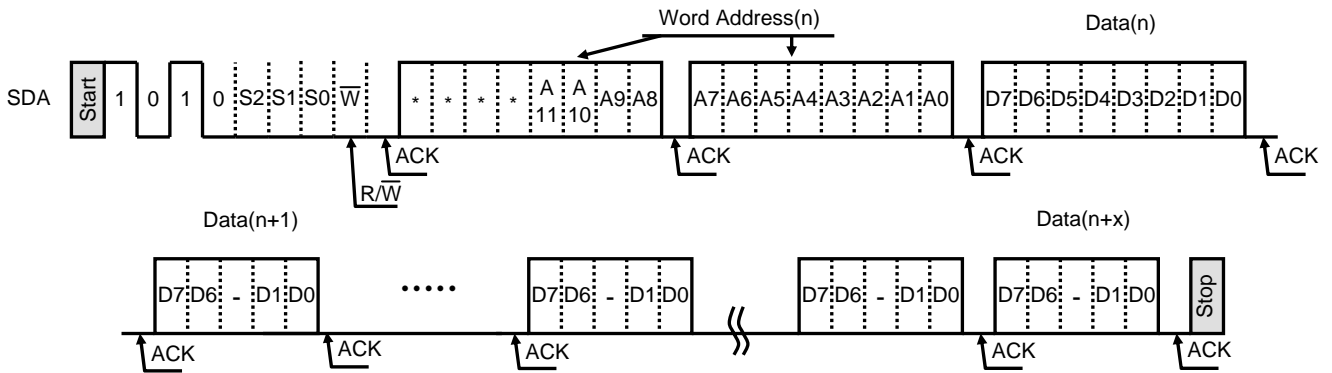 Word Address(n) Data(n)
SDA Start 1 0 1 0 S2 S1 S0 W̅ * * * * A11 A10 A9 A8 A7 A6 A5 A4 A3 A2 A1 A0 D7 D6 D5 D4 D3 D2 D1 D0
ACK ACK ACK ACK
R/W̅
Data(n+1) Data(n+x)
D7 D6 - D1 D0 ••••• D7 D6 - D1 D0 D7 D6 - D1 D0 D7 D6 - D1 D0 Stop
ACK ACK ACK ACK ACK